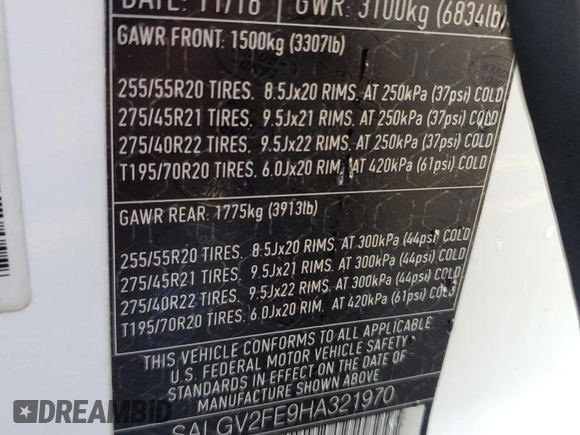 DATE: 11/16 GWR: 3100kg (6834lb)
GAWR FRONT: 1500kg (3307lb)
255/55R20 TIRES, 8.5Jx20 RIMS, AT 250kPa (37psi) COLD
275/45R21 TIRES, 9.5Jx21 RIMS, AT 250kPa (37psi) COLD
275/40R22 TIRES, 9.5Jx22 RIMS, AT 250kPa (37psi) COLD
T195/70R20 TIRES, 6.0Jx20 RIM, AT 420kPa (61psi) COLD
GAWR REAR: 1775kg (3913lb)
255/55R20 TIRES, 8.5Jx20 RIMS, AT 300kPa (44psi) COLD
275/45R21 TIRES, 9.5Jx21 RIMS, AT 300kPa (44psi) COLD
275/40R22 TIRES, 9.5Jx22 RIMS, AT 300kPa (44psi) COLD
T195/70R20 TIRES, 6.0Jx20 RIM, AT 420kPa (61psi) COLD
THIS VEHICLE CONFORMS TO ALL APPLICABLE
U.S. FEDERAL MOTOR VEHICLE SAFETY
STANDARDS IN EFFECT ON THE DATE OF
MANUFACTURE SHOWN ABOVE
SALGV2FE9HA321970
DREAMBID